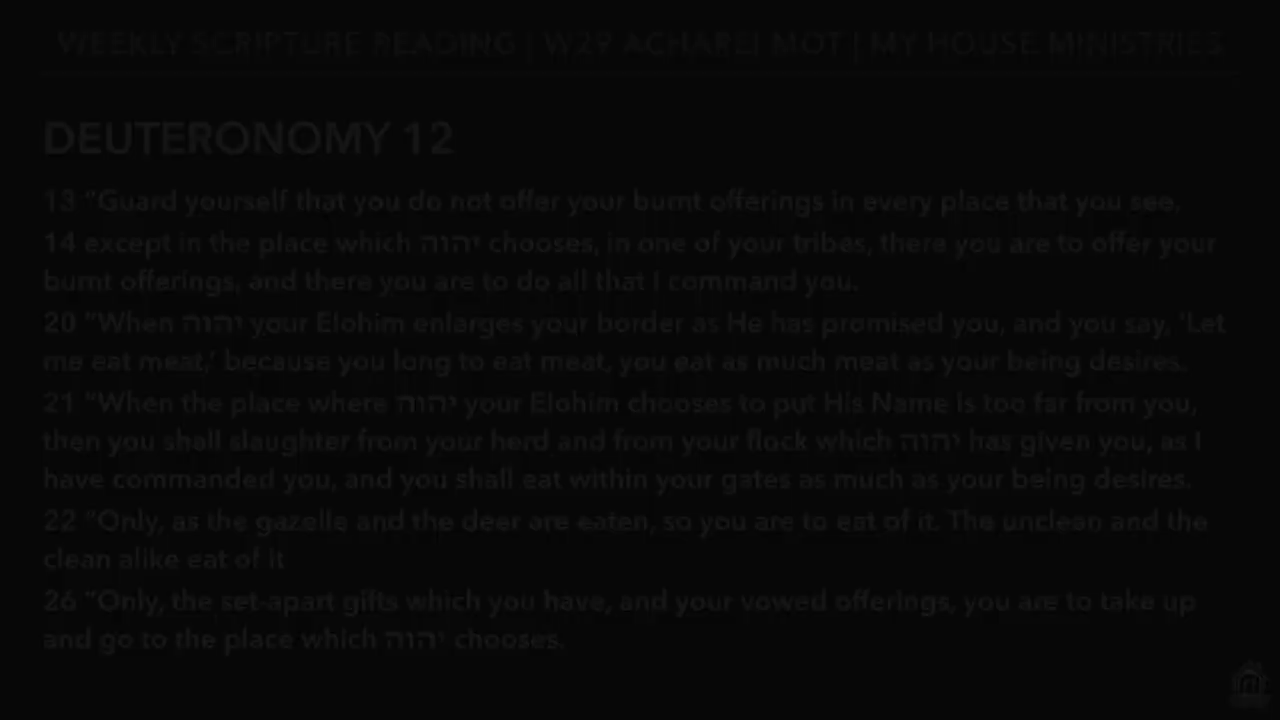 WEEKLY SCRIPTURE READING | W29 ACHAREI MOT | MY HOUSE MINISTRIES
DEUTERONOMY 12
13 “Guard yourself that you do not offer your burnt offerings in every place that you see,
14 except in the place which יהוה chooses, in one of your tribes, there you are to offer your
burnt offerings, and there you are to do all that I command you.
20 “When יהוה your Elohim enlarges your border as He has promised you, and you say, ‘Let
me eat meat,’ because you long to eat meat, you eat as much meat as your being desires.
21 “When the place where יהוה your Elohim chooses to put His Name is too far from you,
then you shall slaughter from your herd and from your flock which יהוה has given you, as I
have commanded you, and you shall eat within your gates as much as your being desires.
22 “Only, as the gazelle and the deer are eaten, so you are to eat of it. The unclean and the
clean alike eat of it
26 “Only, the set-apart gifts which you have, and your vowed offerings, you are to take up
and go to the place which יהוה chooses.